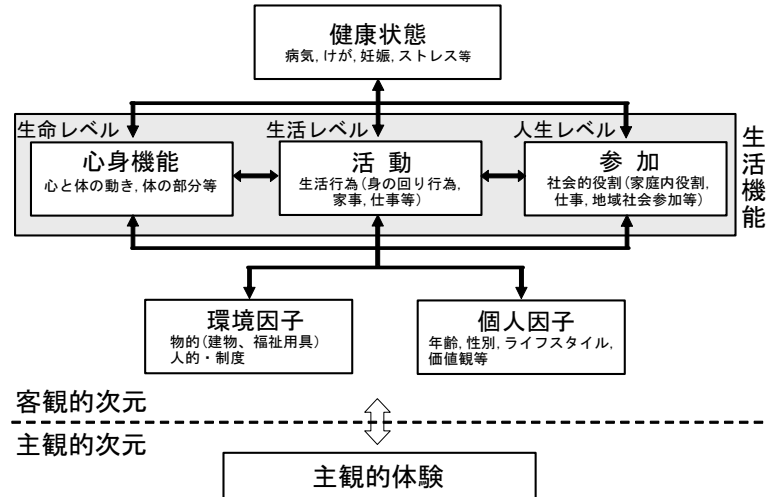 健康状態
病気, けが, 妊娠, ストレス等
生命レベル
生活レベル
人生レベル
心身機能
心と体の動き, 体の部分等
活 動
生活行為(身の回り行為,
家事, 仕事等)
参 加
社会的役割(家庭内役割,
仕事, 地域社会参加等)
生活機能
環境因子
物的(建物、福祉用具)
人的・制度
個人因子
年齢, 性別, ライフスタイル,
価値観等
客観的次元
主観的次元
主観的体験